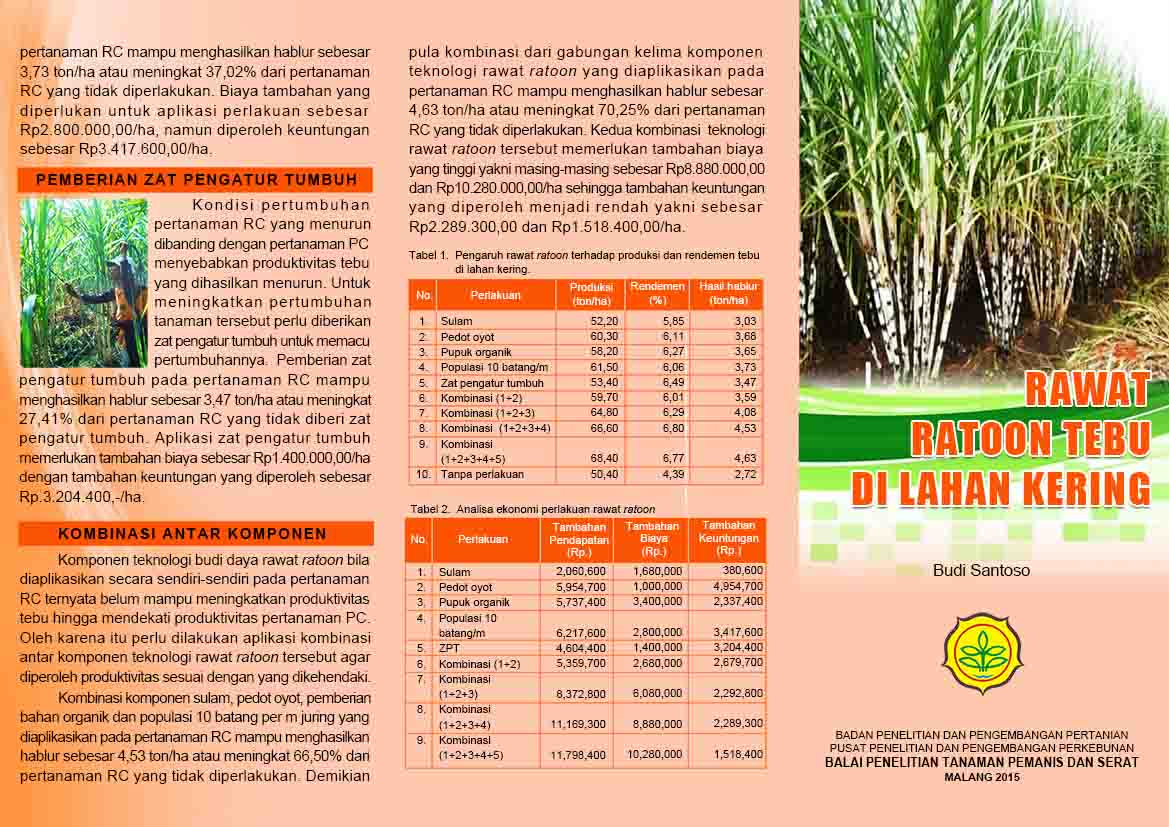 pertanaman RC mampu menghasilkan hablur sebesar
3,73 ton/ha atau meningkat 37,02% dari pertanaman
RC yang tidak diperlakukan. Biaya tambahan yang
diperlukan untuk aplikasi perlakuan sebesar
Rp2.800.000,00/ha, namun diperoleh keuntungan
sebesar Rp3.417.600,00/ha.
PEMBERIAN ZAT PENGATUR TUMBUH
Kondisi pertumbuhan
pertanaman RC yang menurun
dibanding dengan pertanaman PC
menyebabkan produktivitas tebu
yang dihasilkan menurun. Untuk
meningkatkan pertumbuhan
tanaman tersebut perlu diberikan
zat pengatur tumbuh untuk memacu
pertumbuhannya. Pemberian zat
pengatur tumbuh pada pertanaman RC mampu
menghasilkan hablur sebesar 3,47 ton/ha atau meningkat
27,41% dari pertanaman RC yang tidak diberi zat
pengatur tumbuh. Aplikasi zat pengatur tumbuh
memerlukan tambahan biaya sebesar Rp1.400.000,00/ha
dengan tambahan keuntungan yang diperoleh sebesar
Rp.3.204.400,-/ha.
KOMBINASI ANTAR KOMPONEN
Komponen teknologi budi daya rawat ratoon bila
diaplikasikan secara sendiri-sendiri pada pertanaman
RC ternyata belum mampu meningkatkan produktivitas
tebu hingga mendekati produktivitas pertanaman PC.
Oleh karena itu perlu dilakukan aplikasi kombinasi
antar komponen teknologi rawat ratoon tersebut agar
diperoleh produktivitas sesuai dengan yang dikehendaki.
Kombinasi komponen sulam, pedot oyot, pemberian
bahan organik dan populasi 10 batang per m juring yang
diaplikasikan pada pertanaman RC mampu menghasilkan
hablur sebesar 4,53 ton/ha atau meningkat 66,50% dari
pertanaman RC yang tidak diperlakukan. Demikian
pula kombinasi dari gabungan kelima komponen
teknologi rawat ratoon yang diaplikasikan pada
pertanaman RC mampu menghasilkan hablur sebesar
4,63 ton/ha atau meningkat 70,25% dari pertanaman
RC yang tidak diperlakukan. Kedua kombinasi teknologi
rawat ratoon tersebut memerlukan tambahan biaya
yang tinggi yakni masing-masing sebesar Rp8.880.000,00
dan Rp10.280.000,00/ha sehingga tambahan keuntungan
yang diperoleh menjadi rendah yakni sebesar
Rp2.289.300,00 dan Rp1.518.400,00/ha.
Tabel 1. Pengaruh rawat ratoon terhadap produksi dan rendemen tebu
di lahan kering.
No. Perlakuan Produksi (ton/ha) Rendemen (%) Hasil hablur (ton/ha)
1. Sulam 52,20 5,85 3,03
2. Pedot oyot 60,30 6,11 3,68
3. Pupuk organik 58,20 6,27 3,65
4. Populasi 10 batang/m 61,50 6,06 3,73
5. Zat pengatur tumbuh 53,40 6,49 3,47
6. Kombinasi (1+2) 59,70 6,01 3,59
7. Kombinasi (1+2+3) 64,80 6,29 4,08
8. Kombinasi (1+2+3+4) 66,60 6,80 4,53
9. Kombinasi
(1+2+3+4+5) 68,40 6,77 4,63
10. Tanpa perlakuan 50,40 4,39 2,72
Tabel 2. Analisa ekonomi perlakuan rawat ratoon
No. Perlakuan Tambahan Pendapatan (Rp.) Tambahan Biaya (Rp.) Tambahan Keuntungan (Rp.)
1. Sulam 2,060,600 1,680,000 380,600
2. Pedot oyot 5,954,700 1,000,000 4,954,700
3. Pupuk organik 5,737,400 3,400,000 2,337,400
4. Populasi 10
batang/m 6,217,600 2,800,000 3,417,600
5. ZPT 4,604,400 1,400,000 3,204,400
6. Kombinasi (1+2) 5,359,700 2,680,000 2,679,700
7. Kombinasi
(1+2+3) 8,372,800 6,080,000 2,292,800
8. Kombinasi
(1+2+3+4) 11,169,300 8,880,000 2,289,300
9. Kombinasi
(1+2+3+4+5) 11,798,400 10,280,000 1,518,400
RAWAT
RATOON TEBU
DI LAHAN KERING
Budi Santoso
BADAN PENELITIAN DAN PENGEMBANGAN PERTANIAN
PUSAT PENELITIAN DAN PENGEMBANGAN PERKEBUNAN
BALAI PENELITIAN TANAMAN PEMANIS DAN SERAT
MALANG 2015